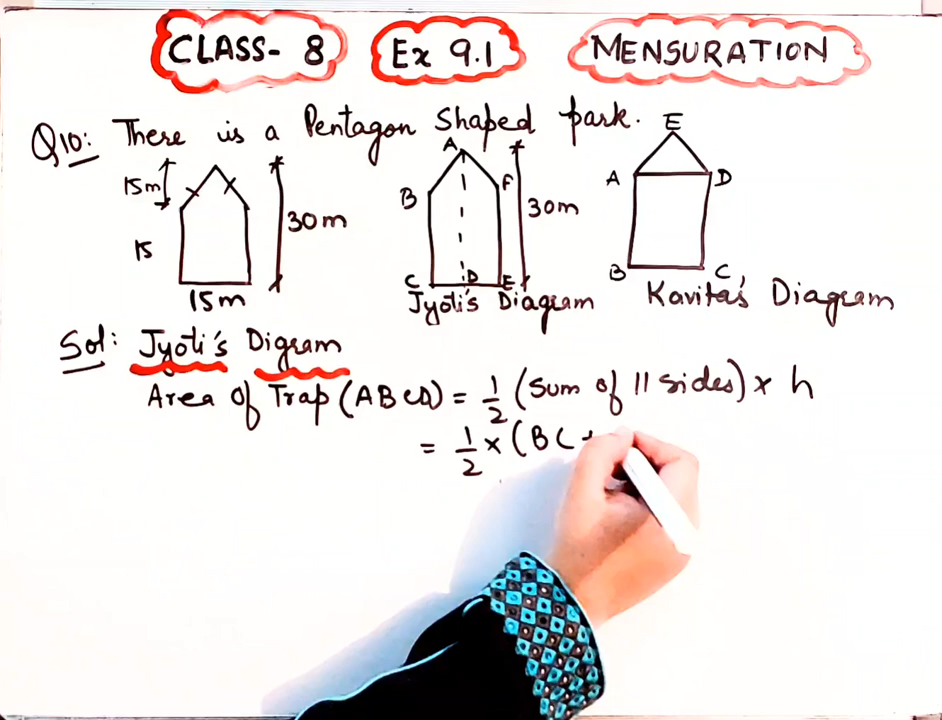 CLASS- 8 Ex 9.1 MENSURATION
Q10: There is a Pentagon Shaped park.
15m 15 15m 30m
A B C D E F 30m
Jyoti's Diagram
E A D B C
Kavita's Diagram
Sol: Jyoti's Digram
Area of Trap (ABCD) = 1/2 (Sum of || sides) × h
= 1/2 × (BC +